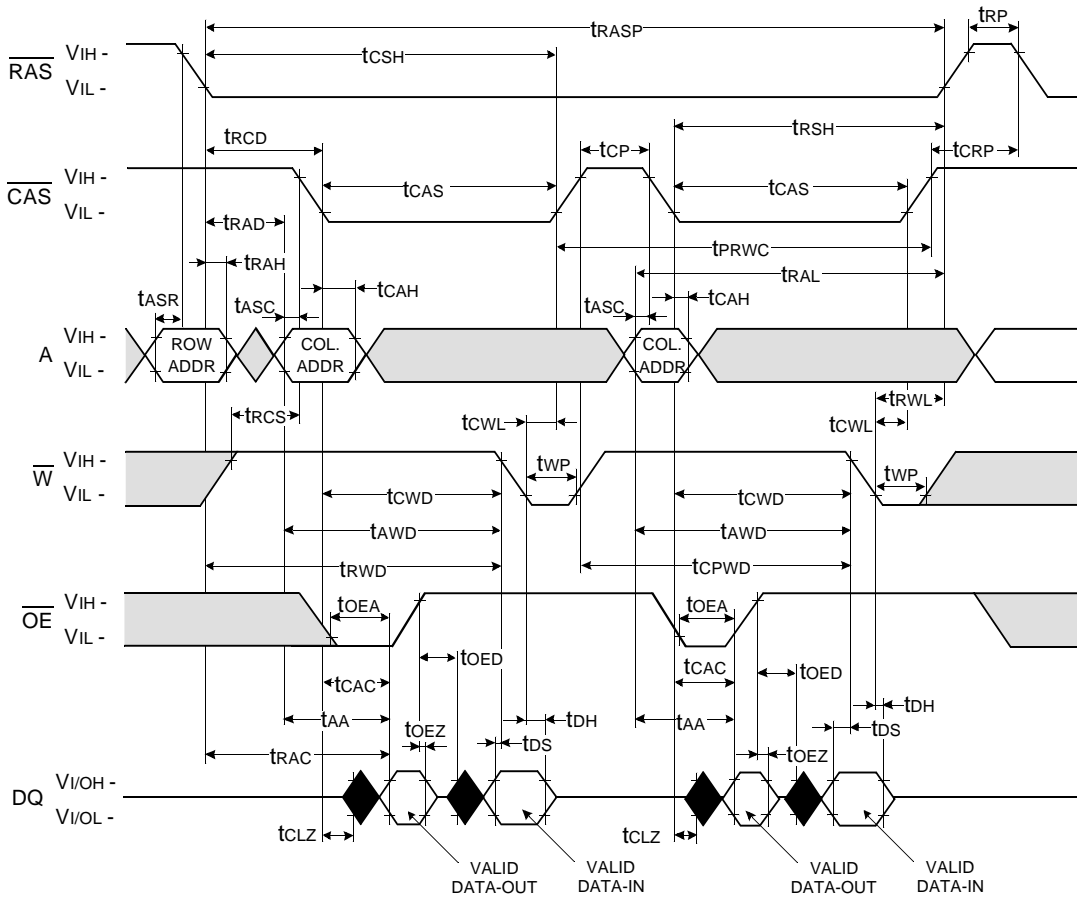 tRASP
tRP
tCSH
RAS
VIH -
VIL -
tRCD
tRSH
tCP
tCRP
CAS
VIH -
VIL -
tCAS
tCAS
tRAD
tPRWC
tRAH
tRAL
tASR
tASC
tCAH
tASC
tCAH
A
VIH -
VIL -
ROW
ADDR
COL.
ADDR
COL.
ADDR
tRCS
tCWL
tRWL
tCWL
W
VIH -
VIL -
tWP
tWP
tCWD
tCWD
tAWD
tAWD
tRWD
tCPWD
OE
VIH -
VIL -
tOEA
tOEA
tOED
tOED
tCAC
tCAC
tAA
tOEZ
tDS
tDH
tAA
tOEZ
tDS
tDH
tRAC
DQ
VI/OH -
VI/OL -
tCLZ
tCLZ
VALID
DATA-OUT
VALID
DATA-IN
VALID
DATA-OUT
VALID
DATA-IN